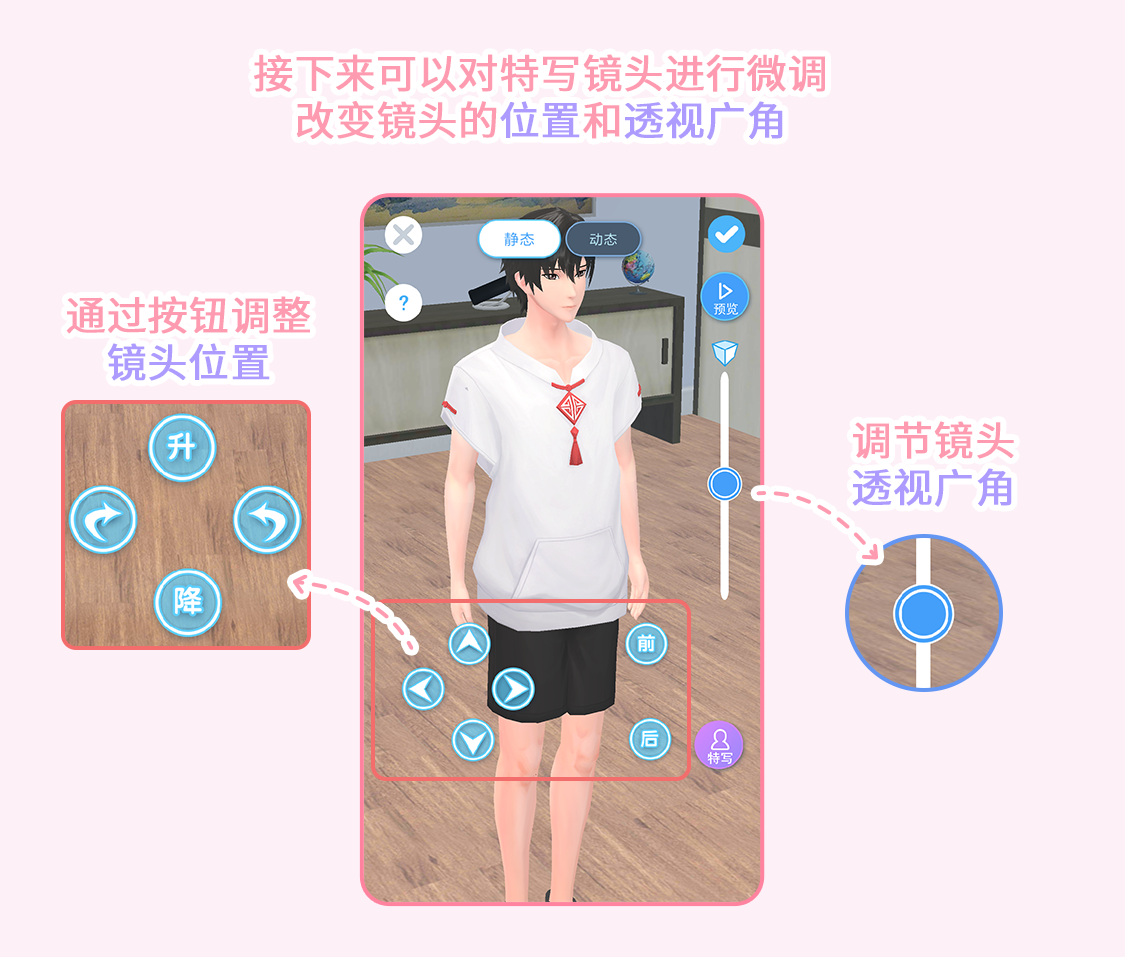 接下来可以对特写镜头进行微调
改变镜头的位置和透视广角
静态
动态
?
预览
通过按钮调整
镜头位置
升
降
调节镜头
透视广角
前
后
特写